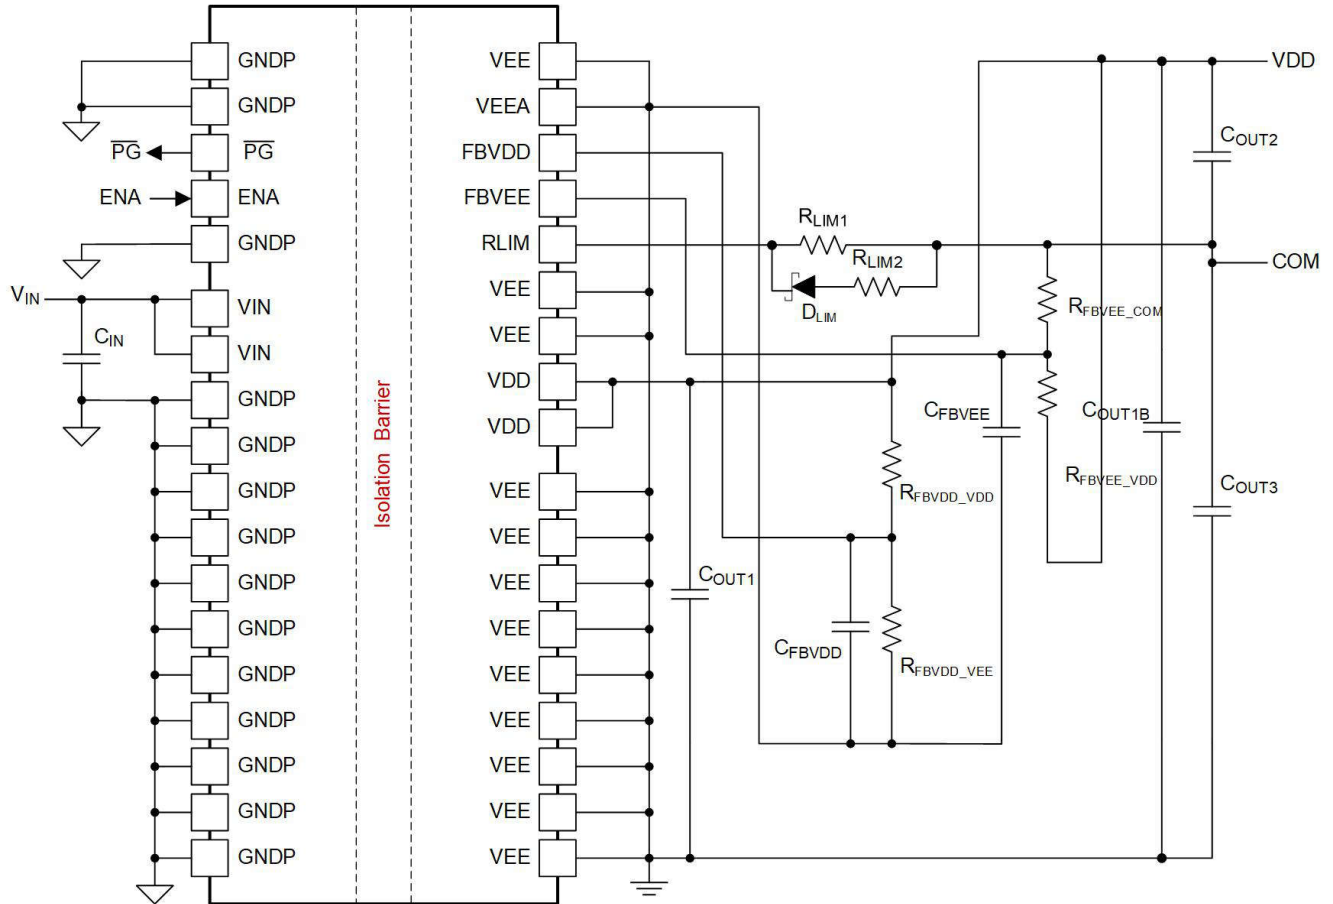 GNDP VEE VDD
GNDP VEEA
PG PG FBVDD COUT2
ENA ENA FBVEE
RLIM1
GNDP RLIM RLIM2 COM
VIN VIN VEE DLIM RFBVEE_COM
CIN
VIN VEE
GNDP VDD CFBVEE COUT1B
GNDP VDD
Isolation Barrier
GNDP VEE RFBVDD_VDD RFBVEE_VDD COUT3
GNDP VEE
GNDP VEE COUT1
GNDP VEE CFBVDD
GNDP VEE RFBVDD_VEE
GNDP VEE
GNDP VEE
GNDP VEE
GNDP VEE